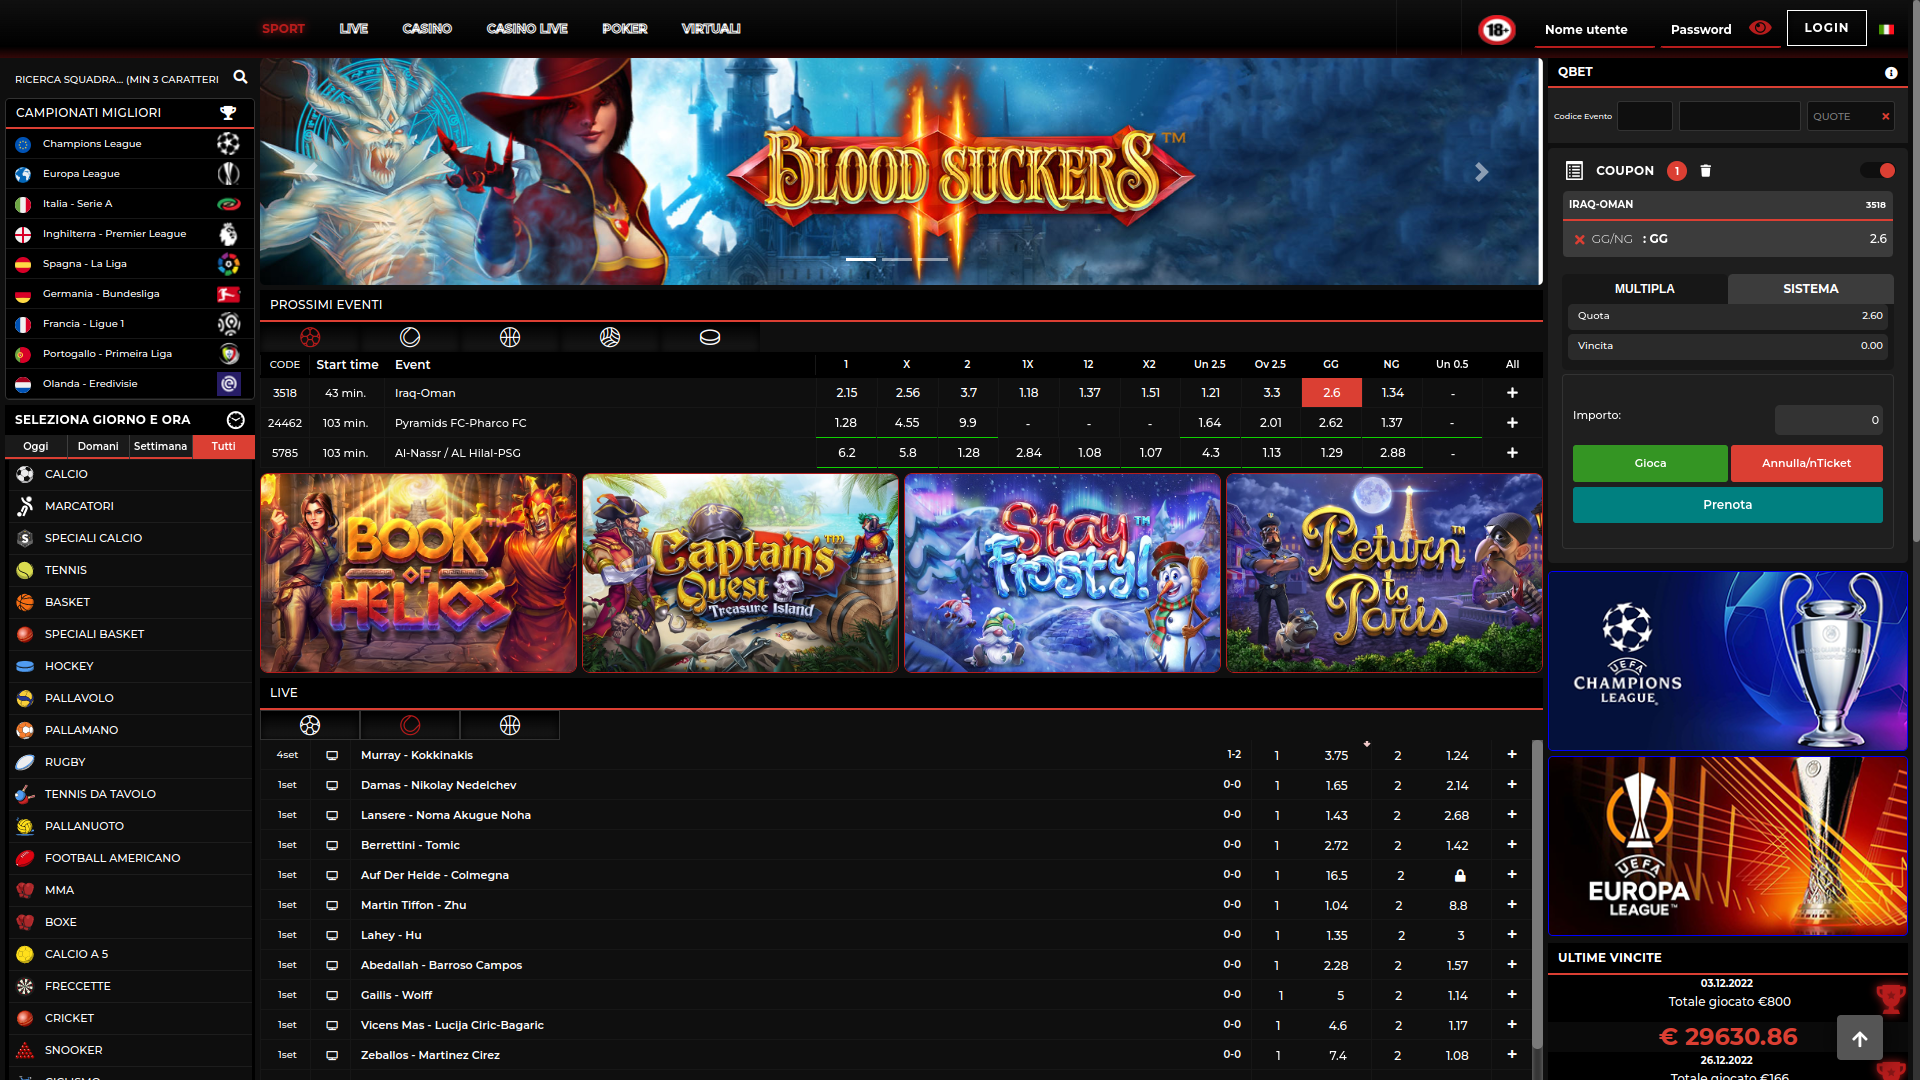 SPORT LIVE CASINO CASINO LIVE POKER VIRTUALI 18+ Nome utente Password LOGIN
RICERCA SQUADRA... (MIN 3 CARATTERI
CAMPIONATI MIGLIORI
Champions League
Europa League
Italia - Serie A
Inghilterra - Premier League
Spagna - La Liga
Germania - Bundesliga
Francia - Ligue 1
Portogallo - Primeira Liga
Olanda - Eredivisie
SELEZIONA GIORNO E ORA
Oggi Domani Settimana Tutti
CALCIO
MARCATORI
SPECIALI CALCIO
TENNIS
BASKET
SPECIALI BASKET
HOCKEY
PALLAVOLO
PALLAMANO
RUGBY
TENNIS DA TAVOLO
PALLANUOTO
FOOTBALL AMERICANO
MMA
BOXE
CALCIO A 5
FRECCETTE
CRICKET
SNOOKER
CICLISMO
BLOOD SUCKERS™
II
PROSSIMI EVENTI
CODE Start time Event 1 X 2 1X 12 X2 Un 2.5 Ov 2.5 GG NG Un 0.5 All
3518 43 min. Iraq-Oman 2.15 2.56 3.7 1.18 1.37 1.51 1.21 3.3 2.6 1.34 - +
24462 103 min. Pyramids FC-Pharco FC 1.28 4.55 9.9 - - - 1.64 2.01 2.62 1.37 - +
5785 103 min. Al-Nassr / AL Hilal-PSG 6.2 5.8 1.28 2.84 1.08 1.07 4.3 1.13 1.29 2.88 - +
BOOK™
OF
HELIOS
Captain's™
Quest
Treasure Island
Stay™
Frosty!
Return™
to
Paris
LIVE
4set Murray - Kokkinakis 1-2 1 3.75 2 1.24 +
1set Damas - Nikolay Nedelchev 0-0 1 1.65 2 2.14 +
1set Lansere - Noma Akugue Noha 0-0 1 1.43 2 2.68 +
1set Berrettini - Tomic 0-0 1 2.72 2 1.42 +
1set Auf Der Heide - Colmegna 0-0 1 16.5 2 +
1set Martin Tiffon - Zhu 0-0 1 1.04 2 8.8 +
1set Lahey - Hu 0-0 1 1.35 2 3 +
1set Abedallah - Barroso Campos 0-0 1 2.28 2 1.57 +
1set Gailis - Wolff 0-0 1 5 2 1.14 +
1set Vicens Mas - Lucija Ciric-Bagaric 0-0 1 4.6 2 1.17 +
1set Zeballos - Martinez Cirez 0-0 1 7.4 2 1.08 +
QBET
Codice Evento QUOTE
COUPON 1
IRAQ-OMAN 3518
GG/NG : GG 2.6
MULTIPLA SISTEMA
Quota 2.60
Vincita 0.00
Importo: 0
Gioca Annulla/nTicket
Prenota
UEFA
CHAMPIONS
LEAGUE
UEFA
EUROPA
LEAGUE™
ULTIME VINCITE
03.12.2022
Totale giocato €800
€ 29630.86
26.12.2022
Totale giocato €166